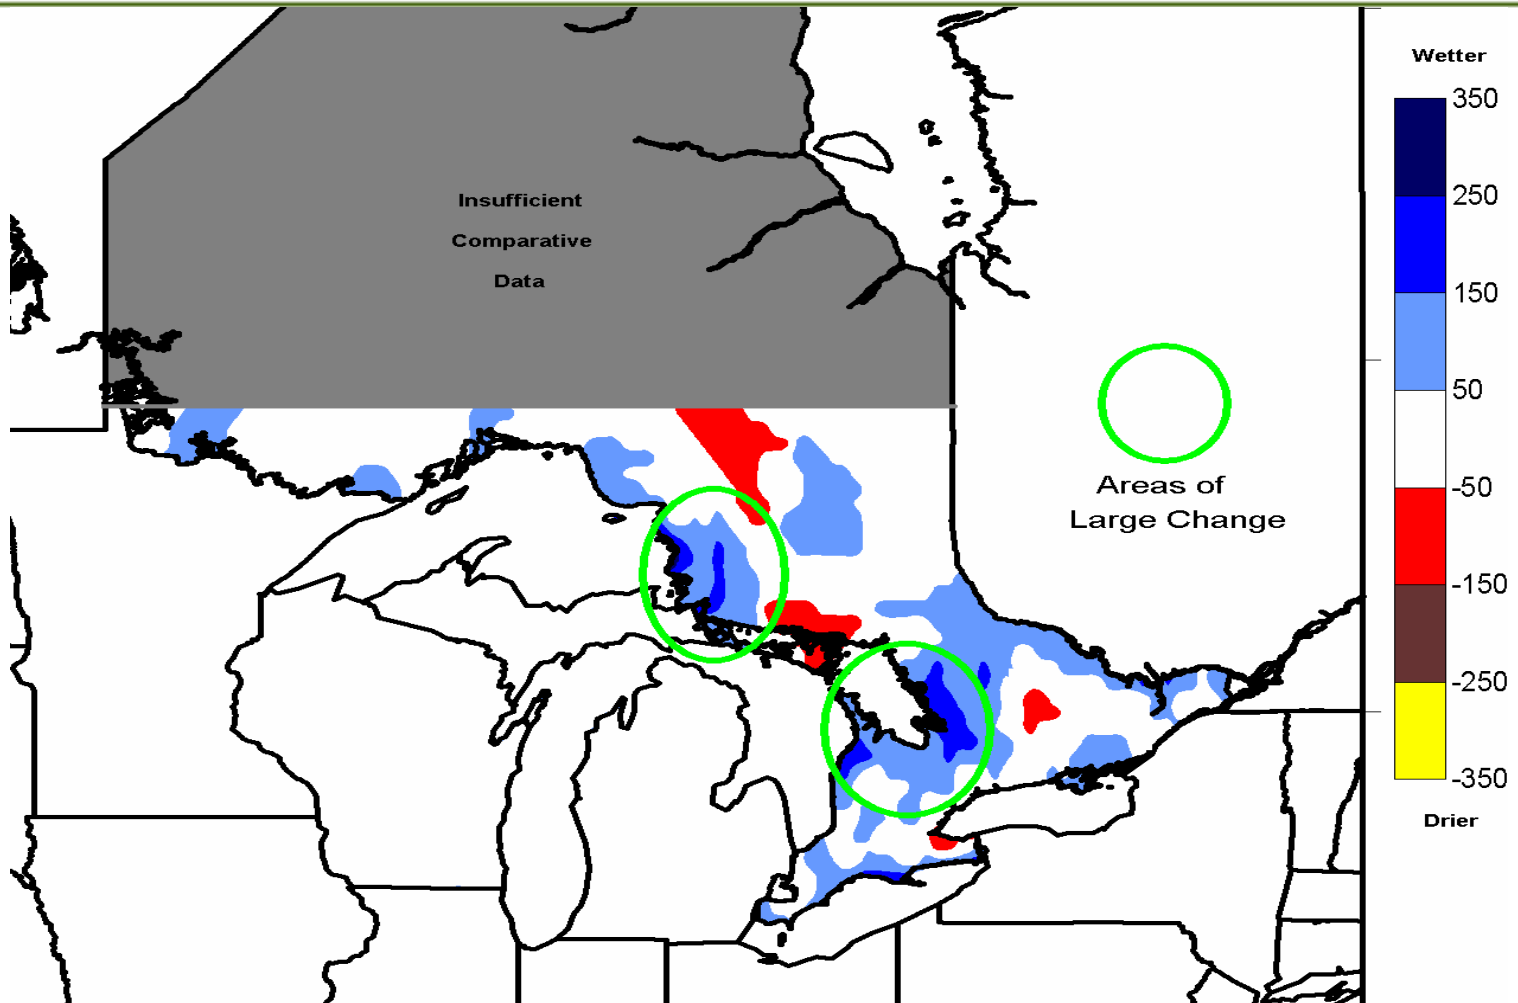 Wetter
350
250
150
50
-50
-150
-250
-350
Drier
Insufficient
Comparative
Data
Areas of
Large Change